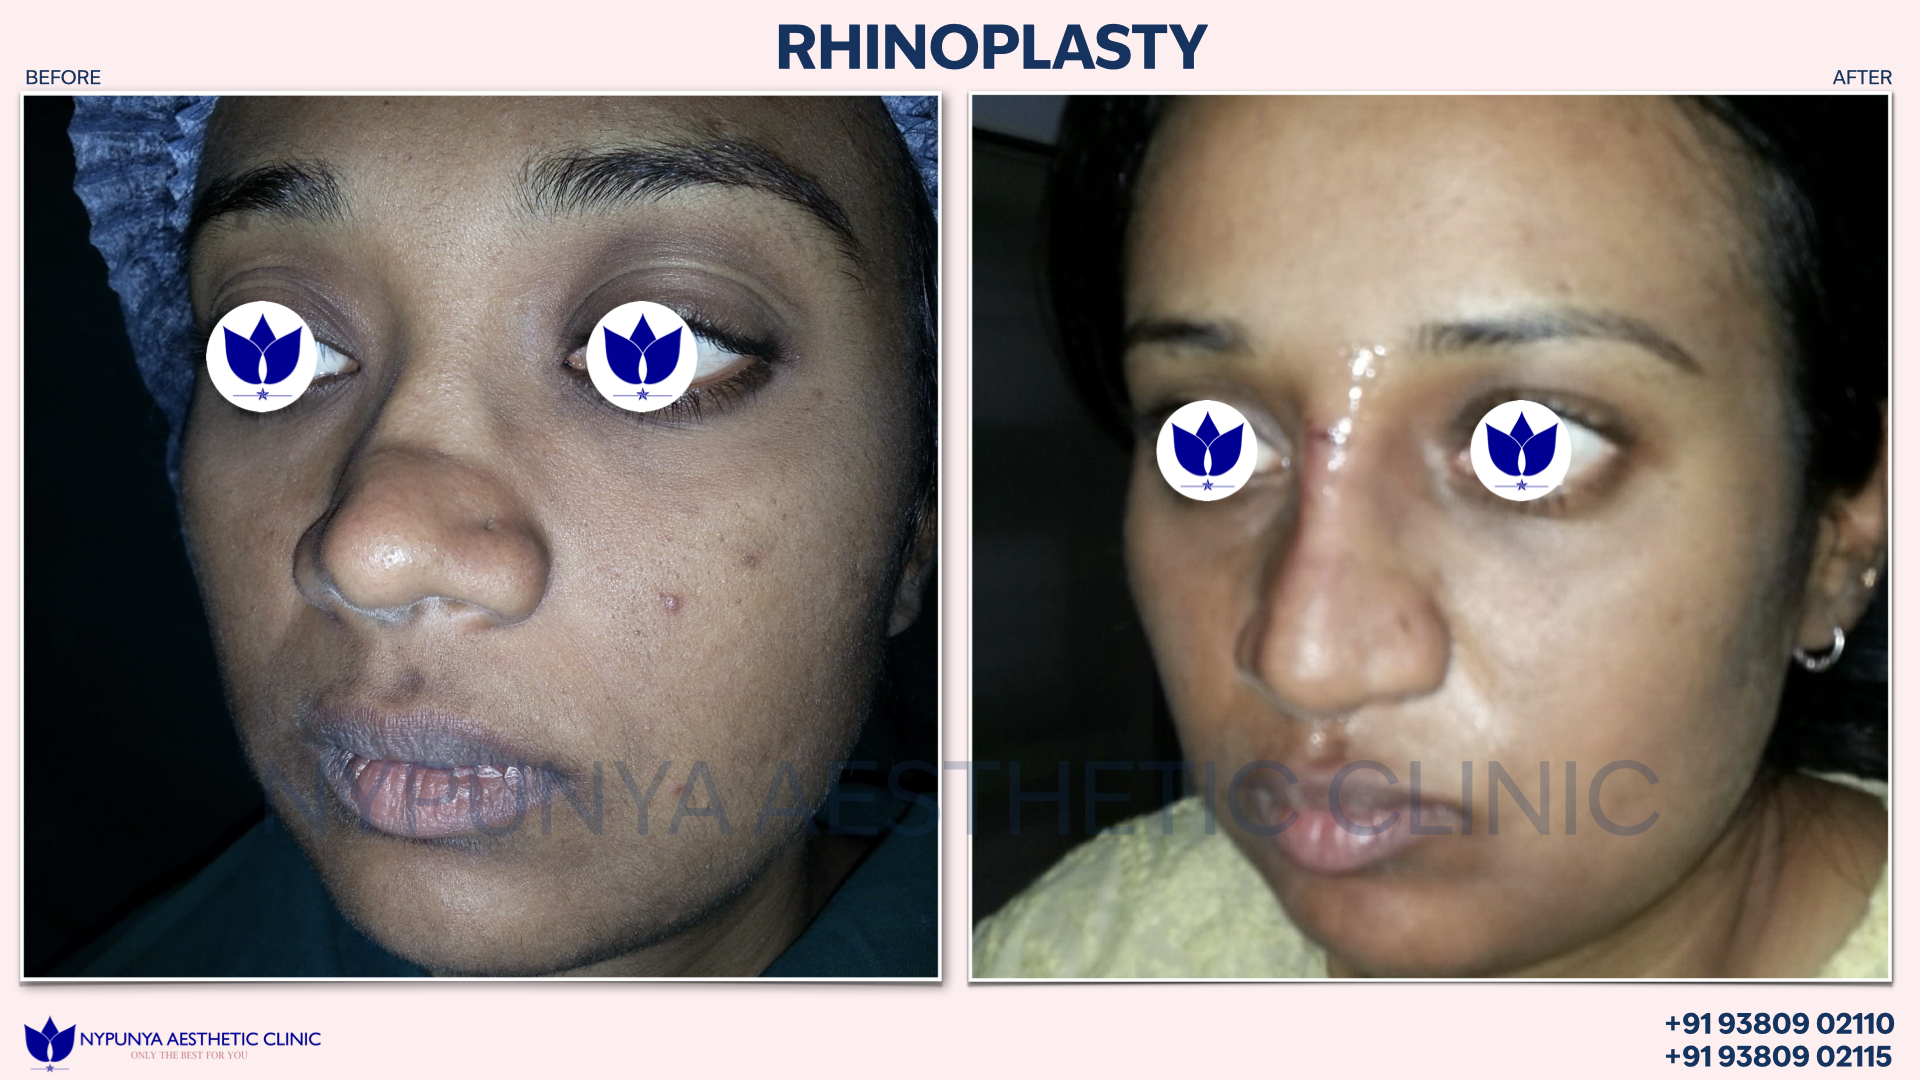 RHINOPLASTY
BEFORE
AFTER
NYPUNYA AESTHETIC CLINIC
NYPUNYA AESTHETIC CLINIC
ONLY THE BEST FOR YOU
+91 93809 02110
+91 93809 02115